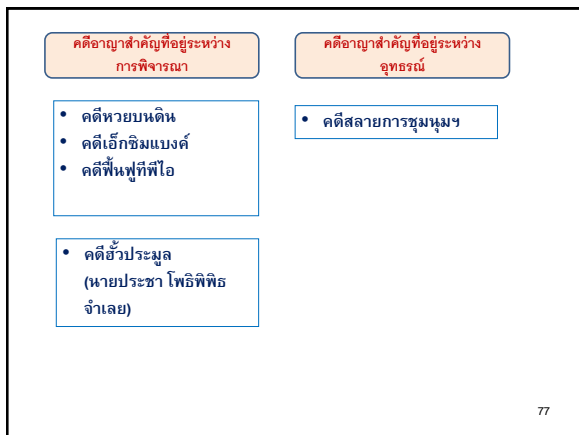 คดีอาญาสำคัญที่อยู่ระหว่าง
การพิจารณา
คดีอาญาสำคัญที่อยู่ระหว่าง
อุทธรณ์
• คดีหวยบนดิน
• คดีเอ็กซิมแบงค์
• คดีฟื้นฟูทีพีไอ
• คดีสลายการชุมนุมฯ
• คดีฮั้วประมูล
(นายประชา โพธิพิพิธ
จำเลย)
77